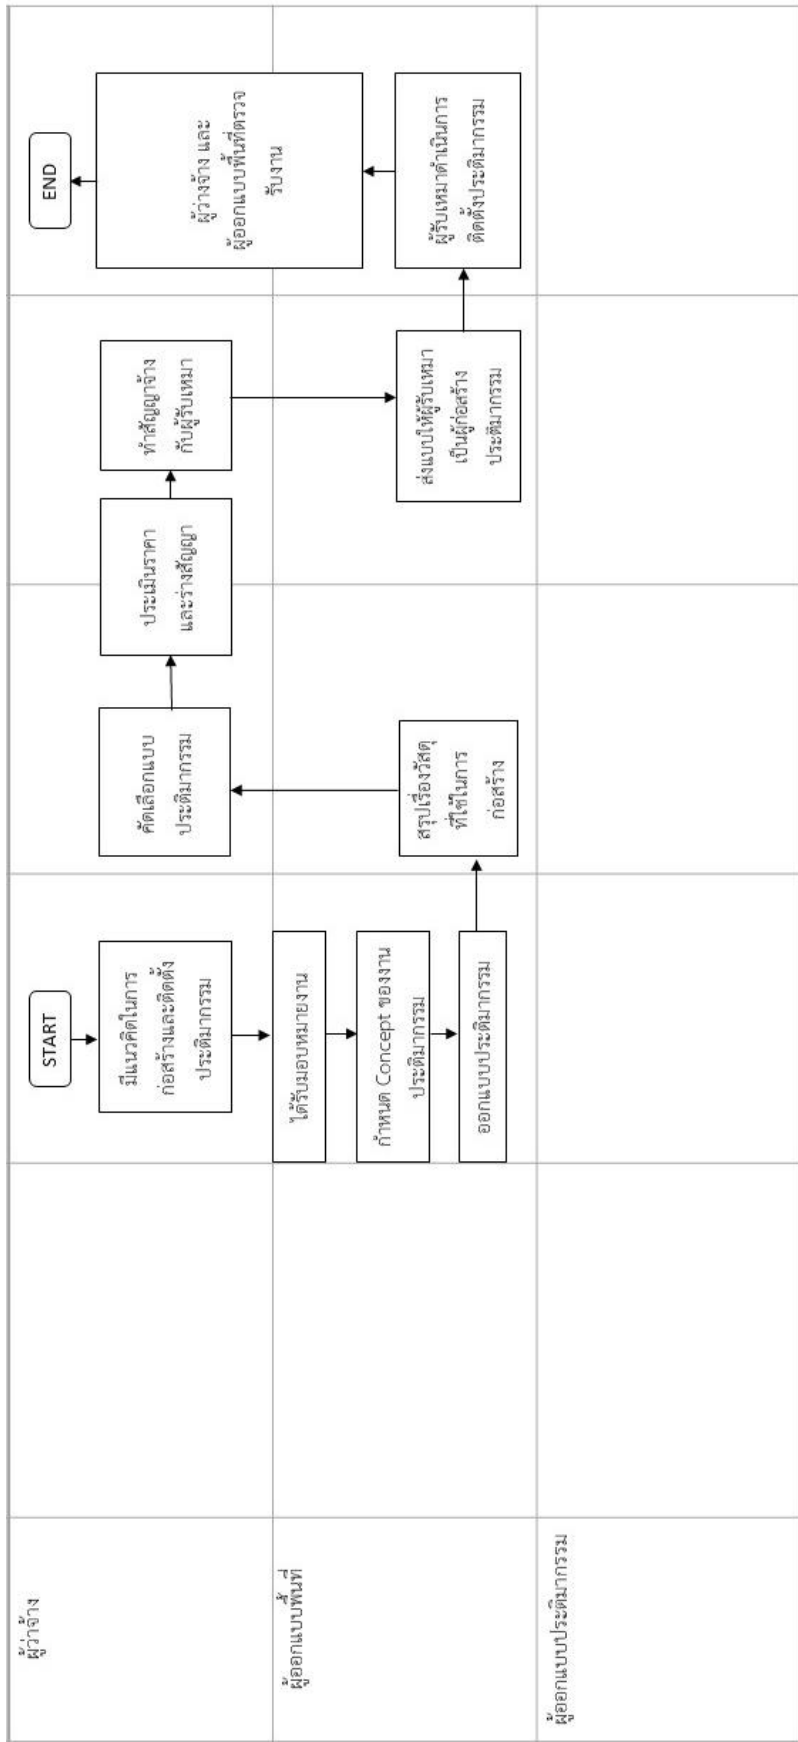 ผู้ว่าจ้าง
START
มีแนวคิดในการ
ก่อสร้างและติดตั้ง
ประติมากรรม
คัดเลือกแบบ
ประติมากรรม
ประเมินราคา
และร่างสัญญา
ทำสัญญาจ้าง
กับผู้รับเหมา
END
ผู้ว่างจ้าง และ
ผู้ออกแบบพื้นที่ตรวจ
รับงาน
ผู้ออกแบบพื้นที่
ได้รับมอบหมายงาน
กำหนด Concept ของงาน
ประติมากรรม
ออกแบบประติมากรรม
สรุปเรื่องวัสดุ
ที่ใช้ในการ
ก่อสร้าง
ส่งแบบให้ผู้รับเหมา
เป็นผู้ก่อสร้าง
ประติมากรรม
ผู้รับเหมาดำเนินการ
ติดตั้งประติมากรรม
ผู้ออกแบบประติมากรรม